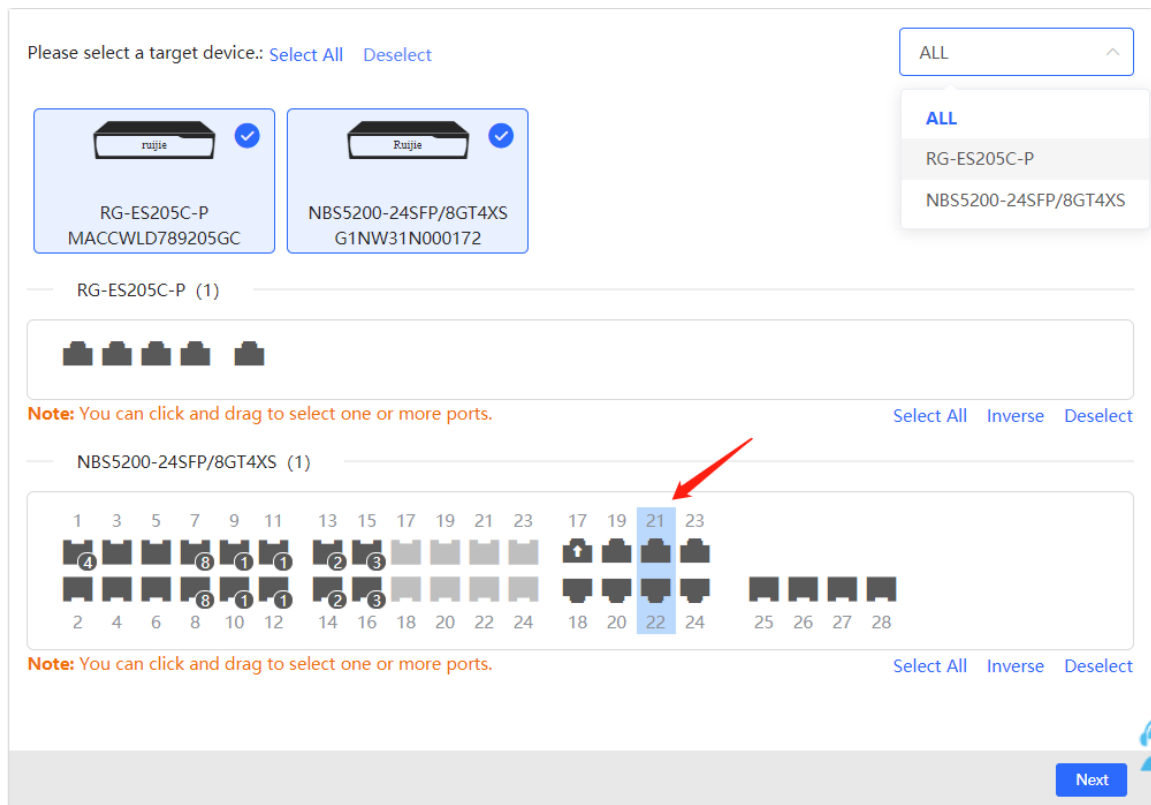 Please select a target device.: Select All Deselect
ALL
ALL
RG-ES205C-P
NBS5200-24SFP/8GT4XS
ruijie
Ruijie
RG-ES205C-P
MACCWLD789205GC
NBS5200-24SFP/8GT4XS
G1NW31N000172
RG-ES205C-P (1)
Note: You can click and drag to select one or more ports.
Select All Inverse Deselect
NBS5200-24SFP/8GT4XS (1)
1 3 5 7 9 11 13 15 17 19 21 23 17 19 21 23
4 8 1 1 2 3
8 1 1 2 3
2 4 6 8 10 12 14 16 18 20 22 24 18 20 22 24 25 26 27 28
Note: You can click and drag to select one or more ports.
Select All Inverse Deselect
Next